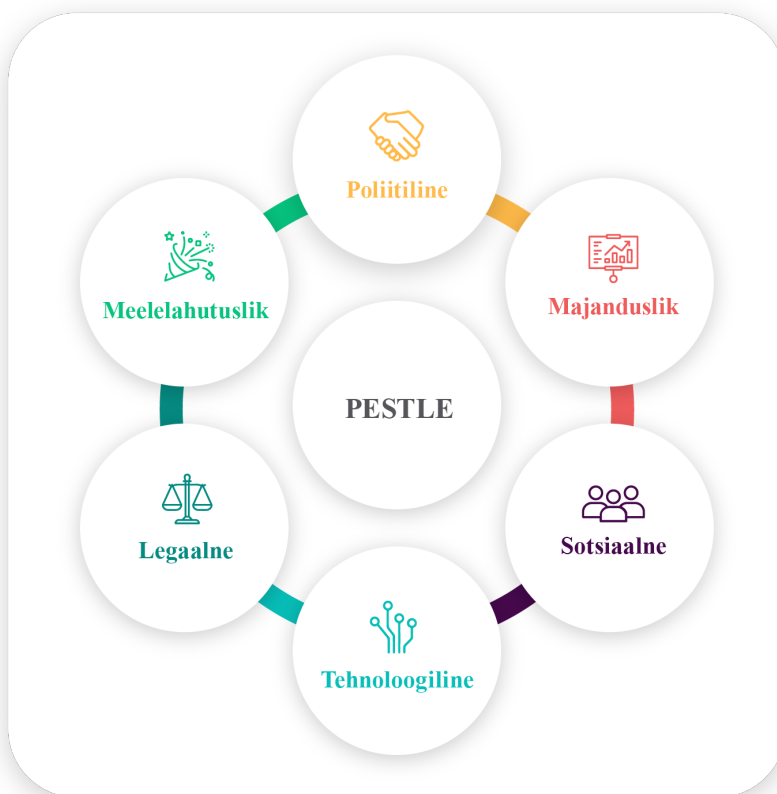 Poliitiline
Majanduslik
Sotsiaalne
Tehnoloogiline
Legaalne
Meelelahutuslik
PESTLE